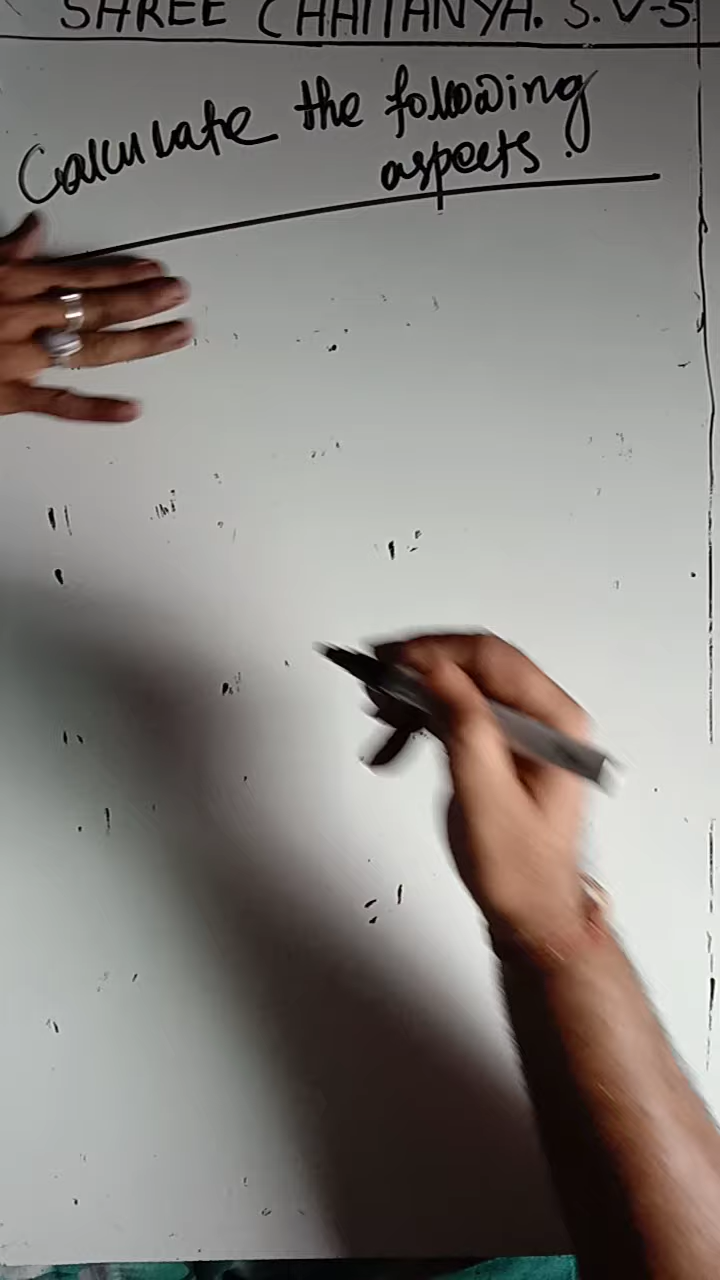 SHREE CHAITANYA. S. V-5
Calculate the following
aspects.